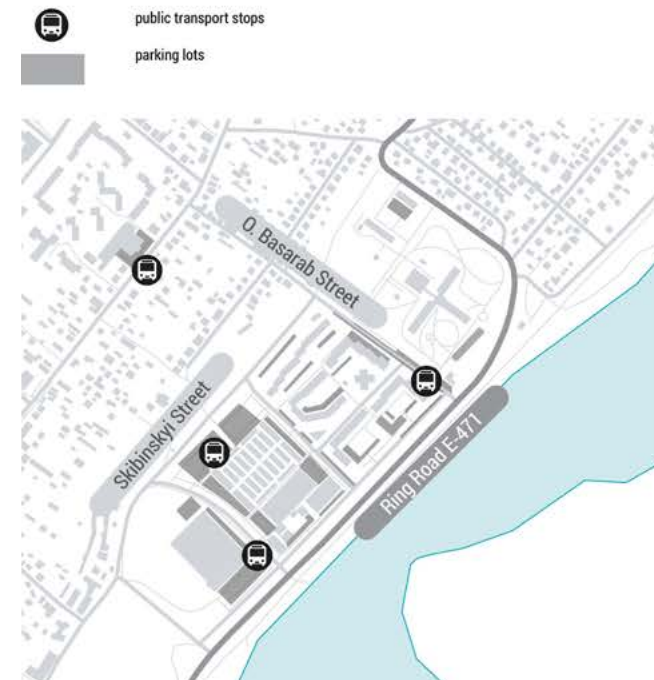 public transport stops
parking lots
O. Basarab Street
Skibinskyi Street
Ring Road E-471